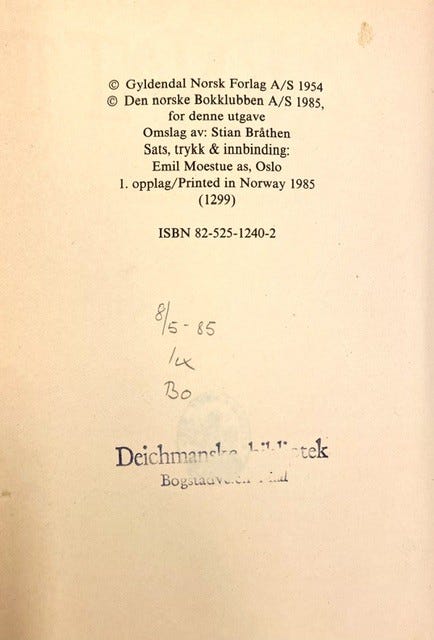 © Gyldendal Norsk Forlag A/S 1954
© Den norske Bokklubben A/S 1985,
for denne utgave
Omslag av: Stian Bråthen
Sats, trykk & innbinding:
Emil Moestue as, Oslo
1. opplag/Printed in Norway 1985
(1299)
ISBN 82-525-1240-2
8/5-85
Bo
Deichmanske